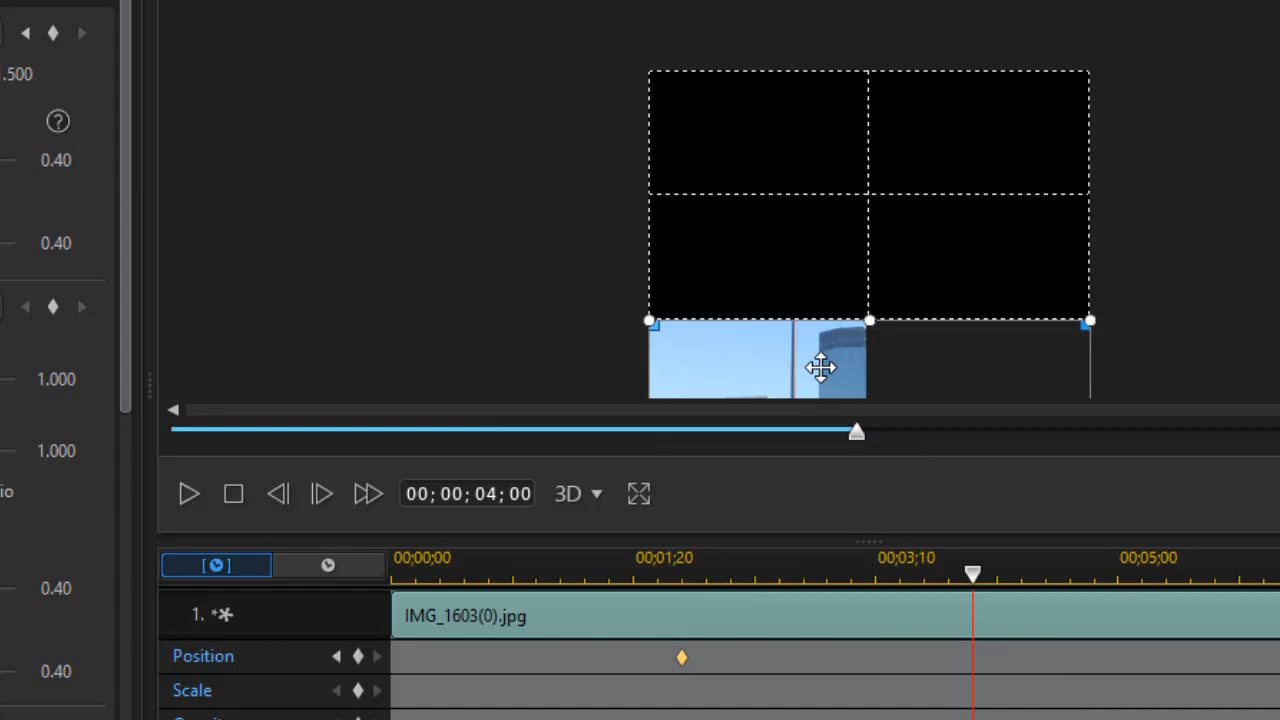 .500
0.40
0.40
1.000
1.000
io
0.40
0.40
00;00;04;00
3D
00;00;00
00;01;20
00;03;10
00;05;00
1. *
IMG_1603(0).jpg
Position
Scale